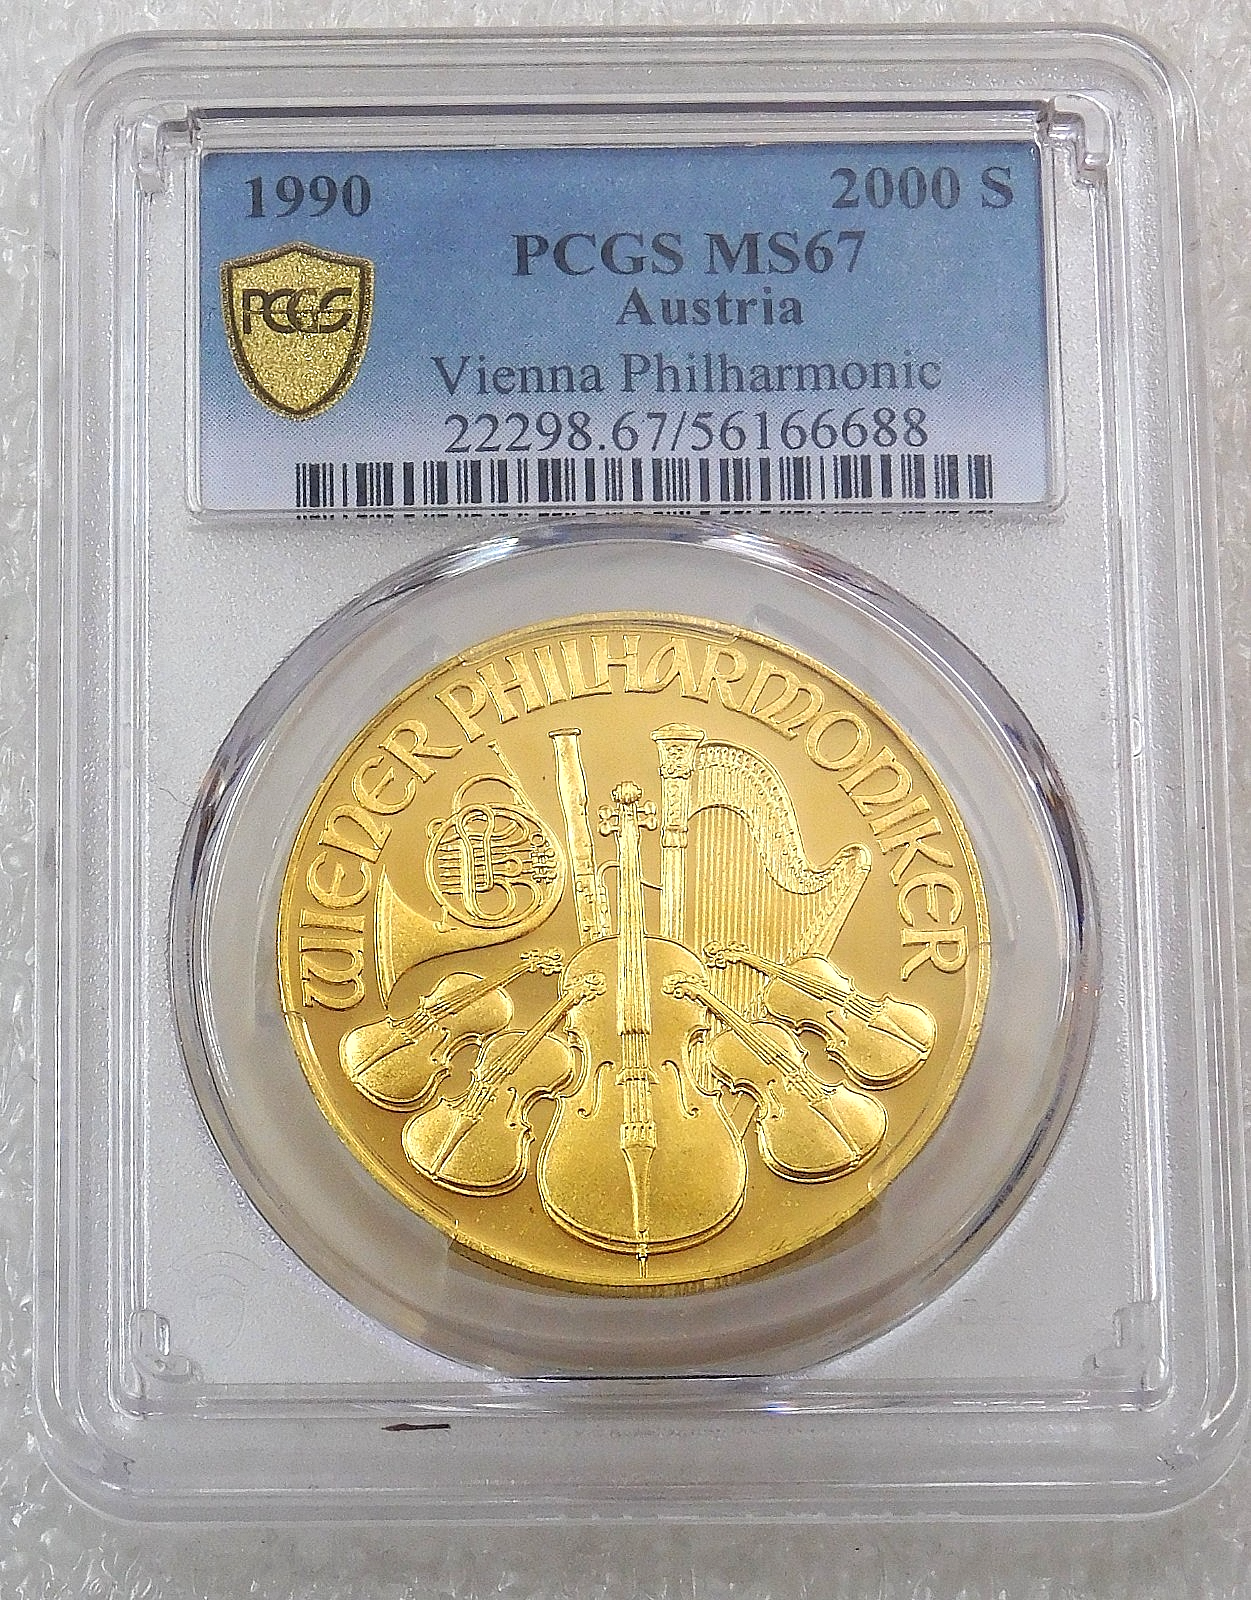 1990 2000 S
PCGS MS67
PCGS
Austria
Vienna Philharmonic
22298.67/56166688
WIENER PHILHARMONIKER